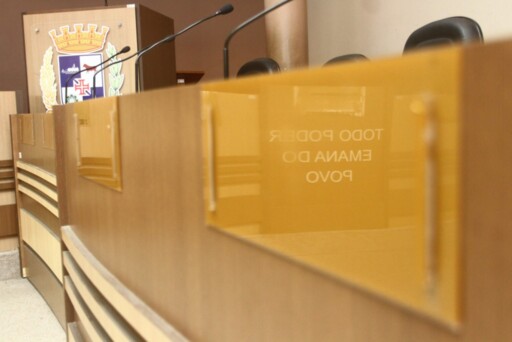 TODO PODER
EMANA DO
POVO